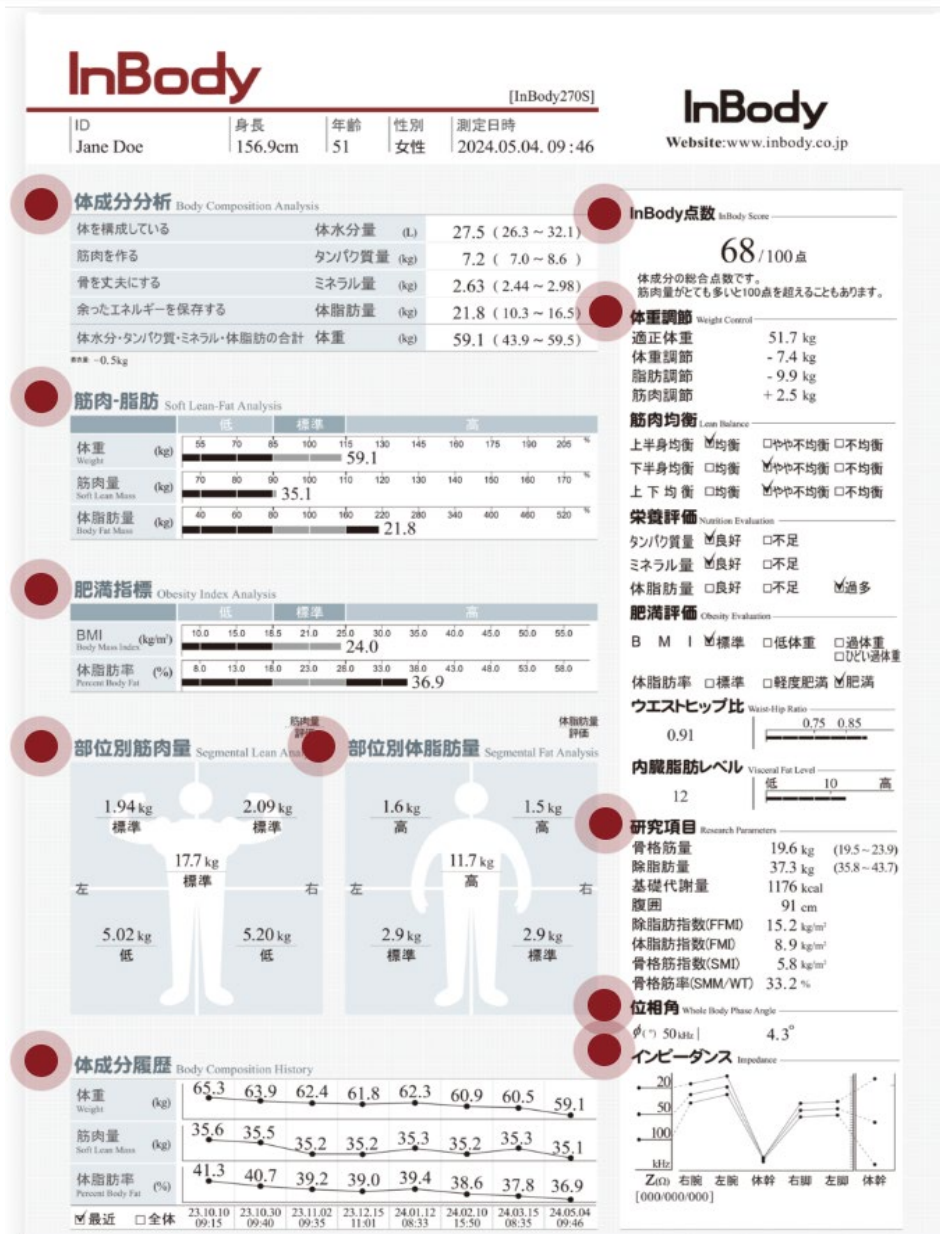 InBody
[InBody270S]
ID 身長 年齢 性別 測定日時
Jane Doe 156.9cm 51 女性 2024.05.04. 09:46
InBody
Website:www.inbody.co.jp
体成分分析 Body Composition Analysis
体を構成している 体水分量 (L) 27.5 (26.3 ~ 32.1)
筋肉を作る タンパク質量 (kg) 7.2 ( 7.0 ~ 8.6 )
骨を丈夫にする ミネラル量 (kg) 2.63 (2.44 ~ 2.98)
余ったエネルギーを保存する 体脂肪量 (kg) 21.8 (10.3 ~ 16.5)
体水分・タンパク質・ミネラル・体脂肪の合計 体重 (kg) 59.1 (43.9 ~ 59.5)
-0.5kg
筋肉-脂肪 Soft Lean-Fat Analysis
低 標準 高
体重 (kg) 55 70 85 100 115 130 145 160 175 190 205 %
Weight 59.1
筋肉量 (kg) 70 80 90 100 110 120 130 140 150 160 170 %
Soft Lean Mass 35.1
体脂肪量 (kg) 40 60 80 100 160 220 280 340 400 460 520 %
Body Fat Mass 21.8
肥満指標 Obesity Index Analysis
低 標準 高
BMI (kg/m²) 10.0 15.0 18.5 21.0 25.0 30.0 35.0 40.0 45.0 50.0 55.0
Body Mass Index 24.0
体脂肪率 (%) 8.0 13.0 18.0 23.0 28.0 33.0 38.0 43.0 48.0 53.0 58.0
Percent Body Fat 36.9
部位別筋肉量 Segmental Lean Analysis
筋肉量
評価
1.94 kg 2.09 kg
標準 標準
17.7 kg
標準
左 右
5.02 kg 5.20 kg
低 低
部位別体脂肪量 Segmental Fat Analysis
体脂肪量
評価
1.6 kg 1.5 kg
高 高
11.7 kg
高
左 右
2.9 kg 2.9 kg
標準 標準
体成分履歴 Body Composition History
体重 (kg) 65.3 63.9 62.4 61.8 62.3 60.9 60.5 59.1
Weight
筋肉量 (kg) 35.6 35.5 35.2 35.2 35.3 35.2 35.3 35.1
Soft Lean Mass
体脂肪率 (%) 41.3 40.7 39.2 39.0 39.4 38.6 37.8 36.9
Percent Body Fat
☑最近 □全体 23.10.10 23.10.30 23.11.02 23.12.15 24.01.12 24.02.10 24.03.15 24.05.04
09:15 09:40 09:35 11:01 08:33 15:50 08:35 09:46
InBody点数 InBody Score
68/100点
体成分の総合点数です。
筋肉量がとても多いと100点を超えることもあります。
体重調節 Weight Control
適正体重 51.7 kg
体重調節 - 7.4 kg
脂肪調節 - 9.9 kg
筋肉調節 + 2.5 kg
筋肉均衡 Lean Balance
上半身均衡 ☑均衡 □やや不均衡 □不均衡
下半身均衡 □均衡 ☑やや不均衡 □不均衡
上下均衡 □均衡 ☑やや不均衡 □不均衡
栄養評価 Nutrition Evaluation
タンパク質量 ☑良好 □不足
ミネラル量 ☑良好 □不足
体脂肪量 □良好 □不足 ☑過多
肥満評価 Obesity Evaluation
B M I ☑標準 □低体重 □過体重
□ひどい過体重
体脂肪率 □標準 □軽度肥満 ☑肥満
ウエストヒップ比 Waist-Hip Ratio
0.91 0.75 0.85
内臓脂肪レベル Visceral Fat Level
12 低 10 高
研究項目 Research Parameters
骨格筋量 19.6 kg (19.5~23.9)
除脂肪量 37.3 kg (35.8~43.7)
基礎代謝量 1176 kcal
腹囲 91 cm
除脂肪指数(FFMI) 15.2 kg/m²
体脂肪指数(FMI) 8.9 kg/m²
骨格筋指数(SMI) 5.8 kg/m²
骨格筋率(SMM/WT) 33.2 %
位相角 Whole Body Phase Angle
φ(°) 50 kHz | 4.3°
インピーダンス Impedance
20
50
100
kHz
Z(Ω) 右腕 左腕 体幹 右脚 左脚 体幹
[000/000/000]